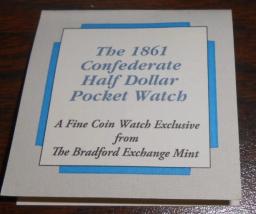 The 1861
Confederate
Half Dollar
Pocket Watch
A Fine Coin Watch Exclusive
from
The Bradford Exchange Mint